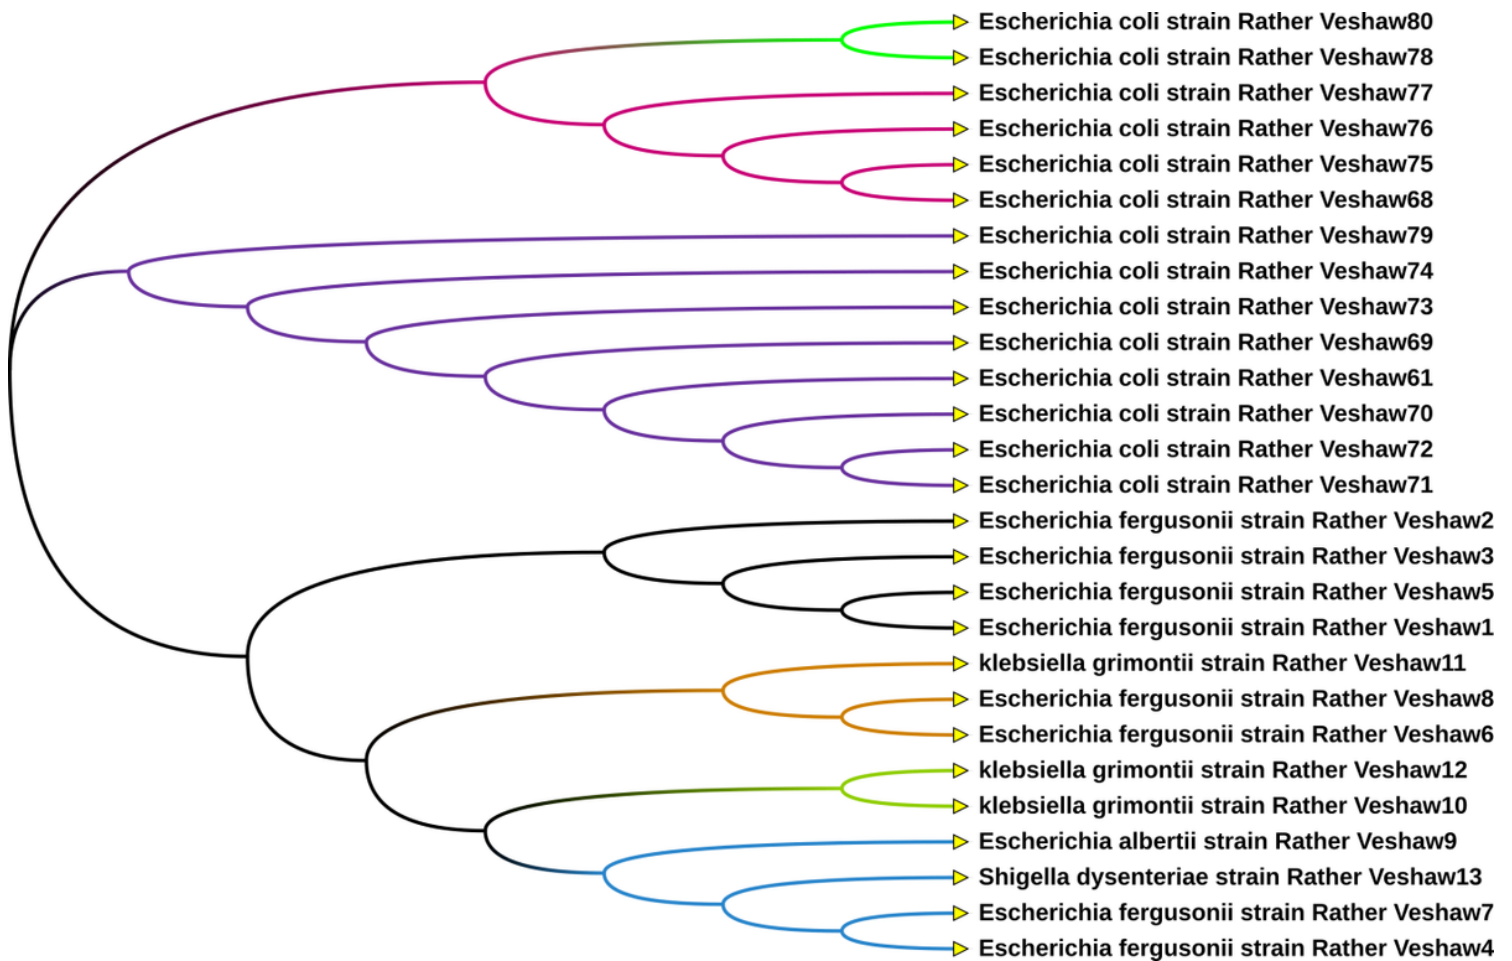 Escherichia coli strain Rather Veshaw80
Escherichia coli strain Rather Veshaw78
Escherichia coli strain Rather Veshaw77
Escherichia coli strain Rather Veshaw76
Escherichia coli strain Rather Veshaw75
Escherichia coli strain Rather Veshaw68
Escherichia coli strain Rather Veshaw79
Escherichia coli strain Rather Veshaw74
Escherichia coli strain Rather Veshaw73
Escherichia coli strain Rather Veshaw69
Escherichia coli strain Rather Veshaw61
Escherichia coli strain Rather Veshaw70
Escherichia coli strain Rather Veshaw72
Escherichia coli strain Rather Veshaw71
Escherichia fergusonii strain Rather Veshaw2
Escherichia fergusonii strain Rather Veshaw3
Escherichia fergusonii strain Rather Veshaw5
Escherichia fergusonii strain Rather Veshaw1
klebsiella grimontii strain Rather Veshaw11
Escherichia fergusonii strain Rather Veshaw8
Escherichia fergusonii strain Rather Veshaw6
klebsiella grimontii strain Rather Veshaw12
klebsiella grimontii strain Rather Veshaw10
Escherichia albertii strain Rather Veshaw9
Shigella dysenteriae strain Rather Veshaw13
Escherichia fergusonii strain Rather Veshaw7
Escherichia fergusonii strain Rather Veshaw4